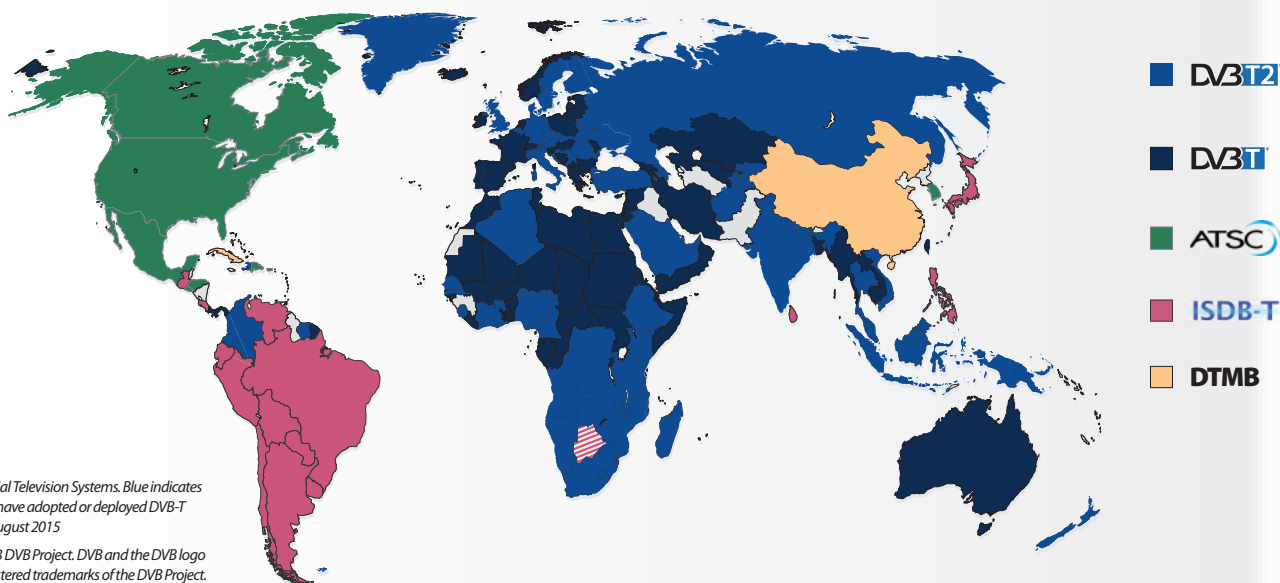 DVB T2
DVB T
ATSC
ISDB-T
DTMB
al Television Systems. Blue indicates
have adopted or deployed DVB-T
ugust 2015
B DVB Project. DVB and the DVB logo
stered trademarks of the DVB Project.